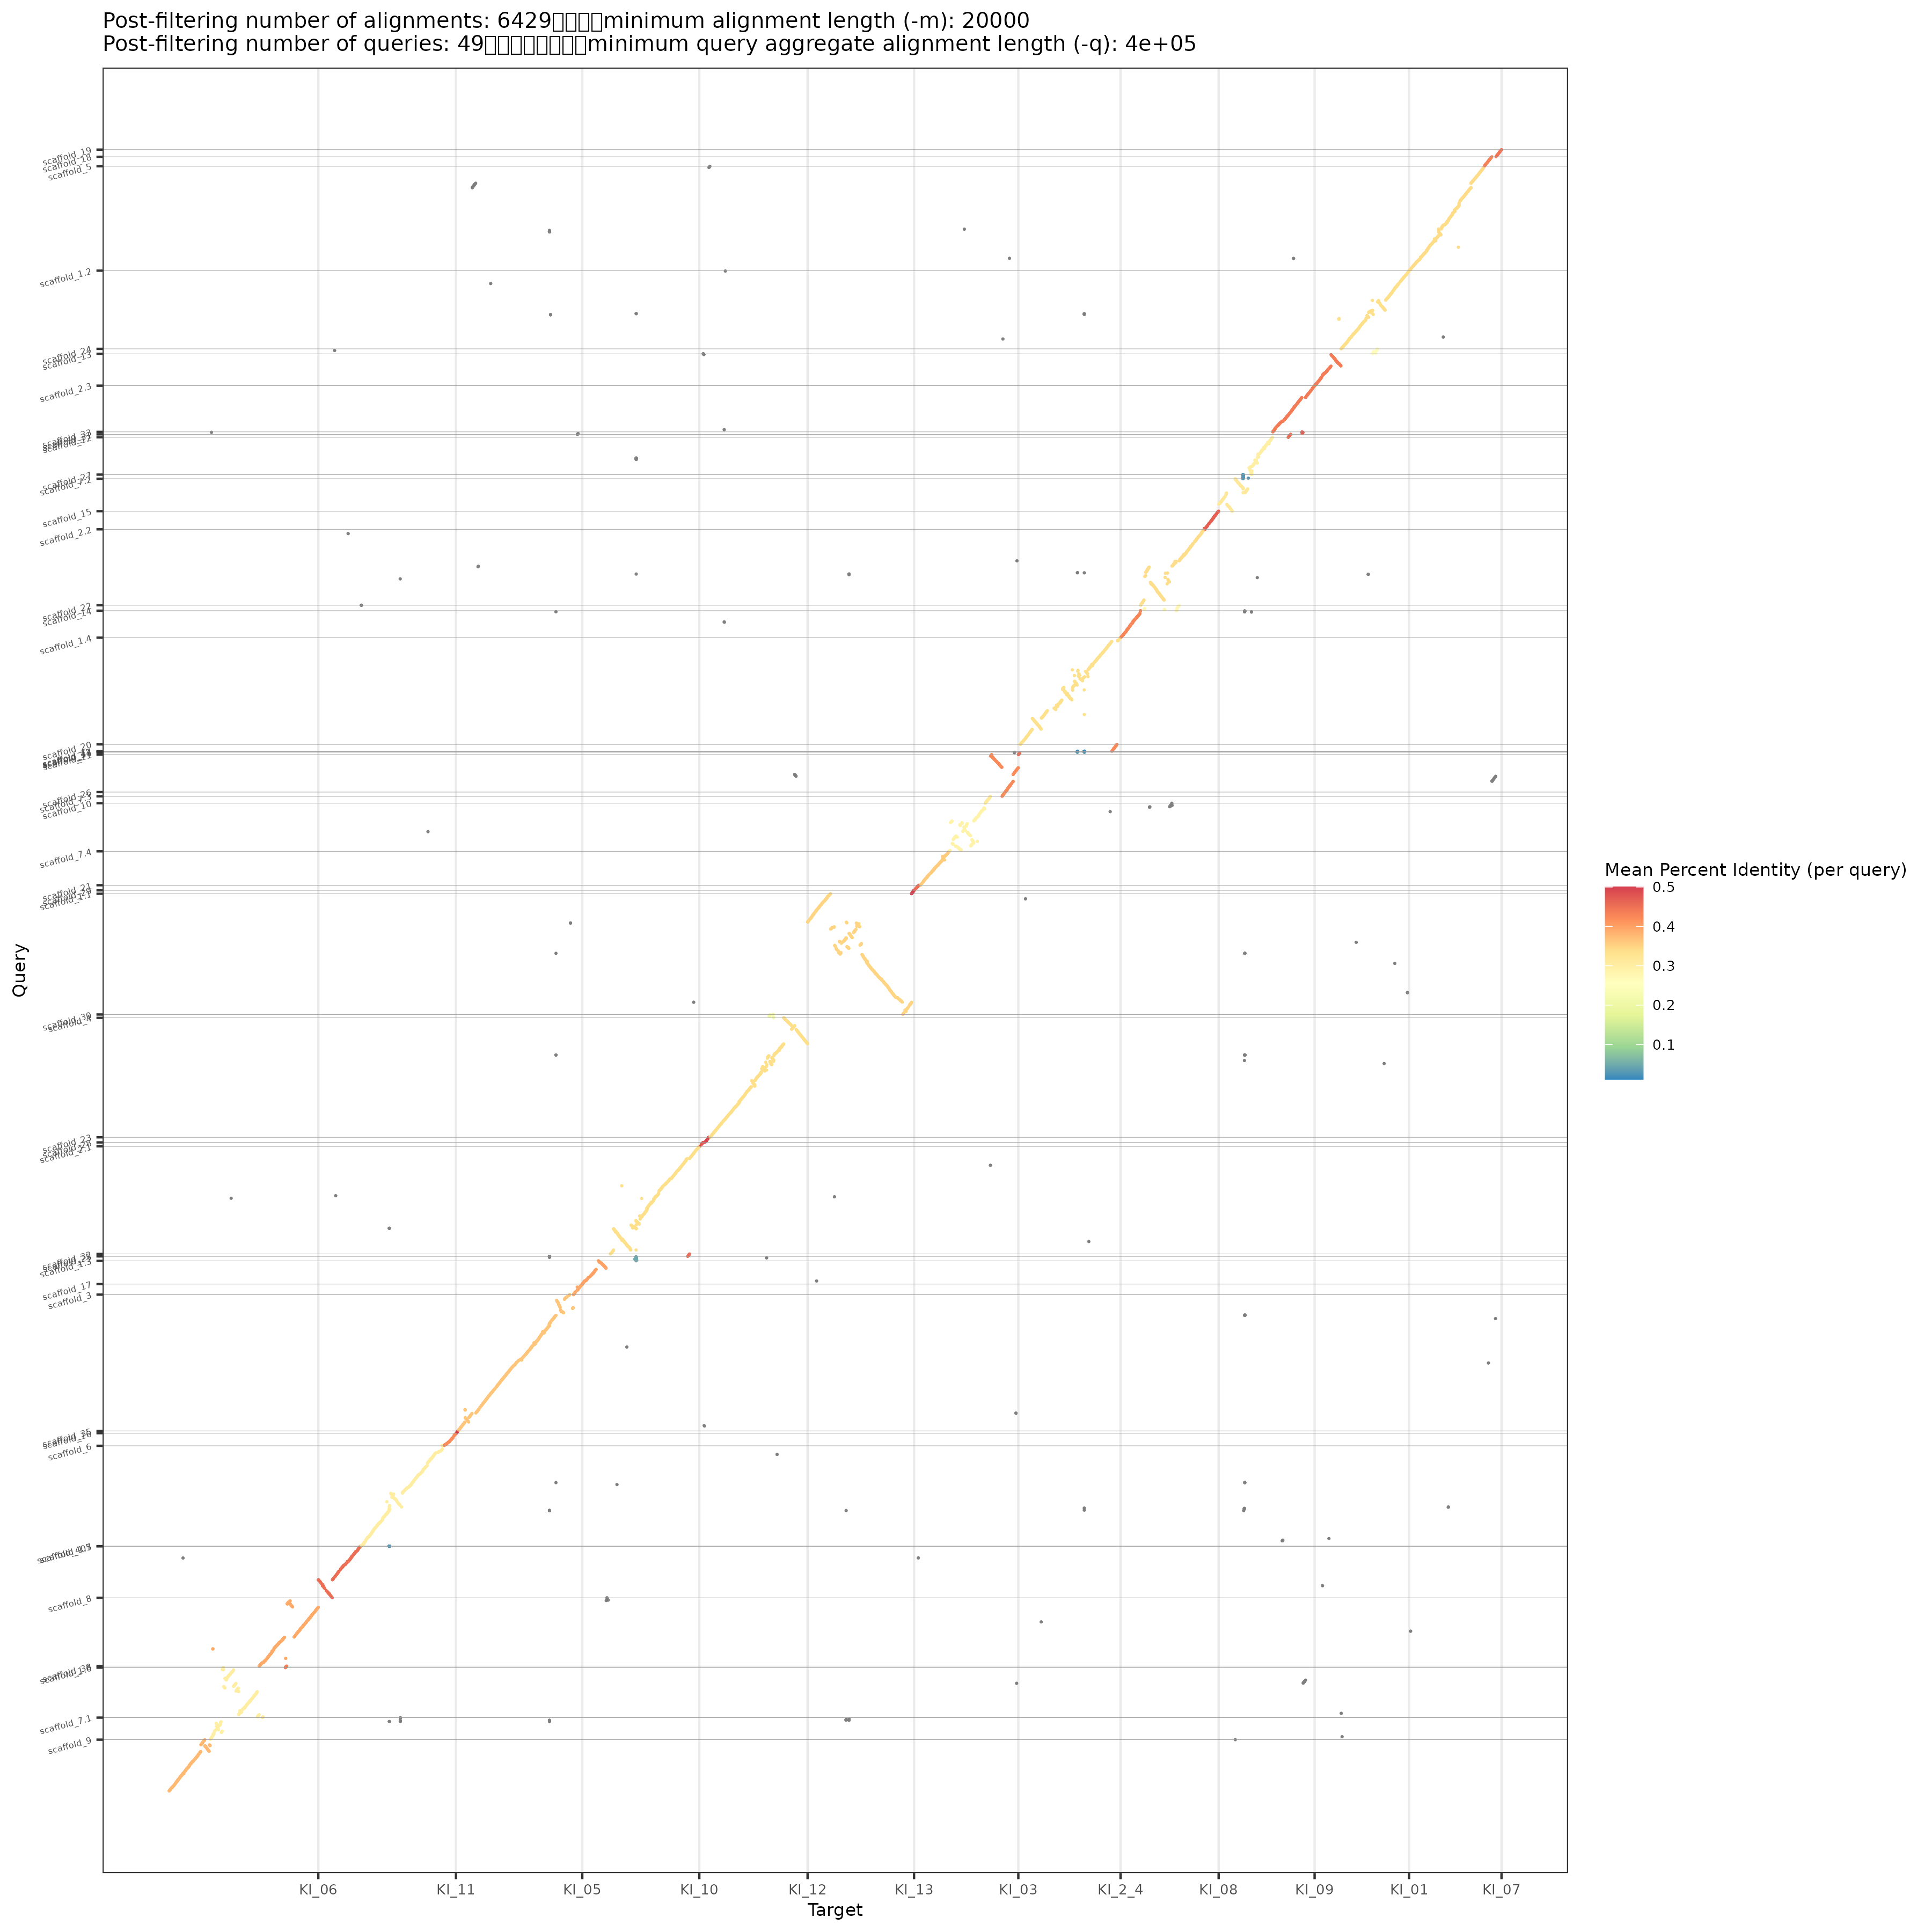 Post-filtering number of alignments: 6429□□□□minimum alignment length (-m): 20000
Post-filtering number of queries: 49□□□□□□□□minimum query aggregate alignment length (-q): 4e+05
scaffold_19
scaffold_18
scaffold_5
scaffold_1.2
scaffold_24
scaffold_13
scaffold_2.3
scaffold_15
scaffold_2.2
scaffold_22
scaffold_14
scaffold_1.4
scaffold_20
scaffold_26
scaffold_10
scaffold_7.4
scaffold_21
scaffold_1.1
scaffold_30
scaffold_4
scaffold_23
scaffold_2.1
scaffold_1.3
scaffold_17
scaffold_3
scaffold_6
scaffold_8
scaffold_7.1
scaffold_9
Query
KI_06
KI_11
KI_05
KI_10
KI_12
KI_13
KI_03
KI_2_4
KI_08
KI_09
KI_01
KI_07
Target
Mean Percent Identity (per query)
0.5
0.4
0.3
0.2
0.1